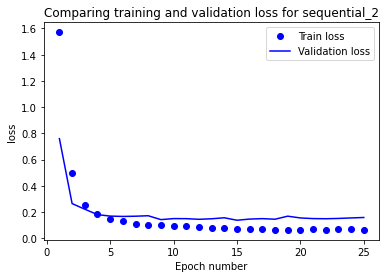 Comparing training and validation loss for sequential_2
Train loss
Validation loss
1.6
1.4
1.2
1.0
0.8
0.6
0.4
0.2
0.0
loss
0 5 10 15 20 25
Epoch number